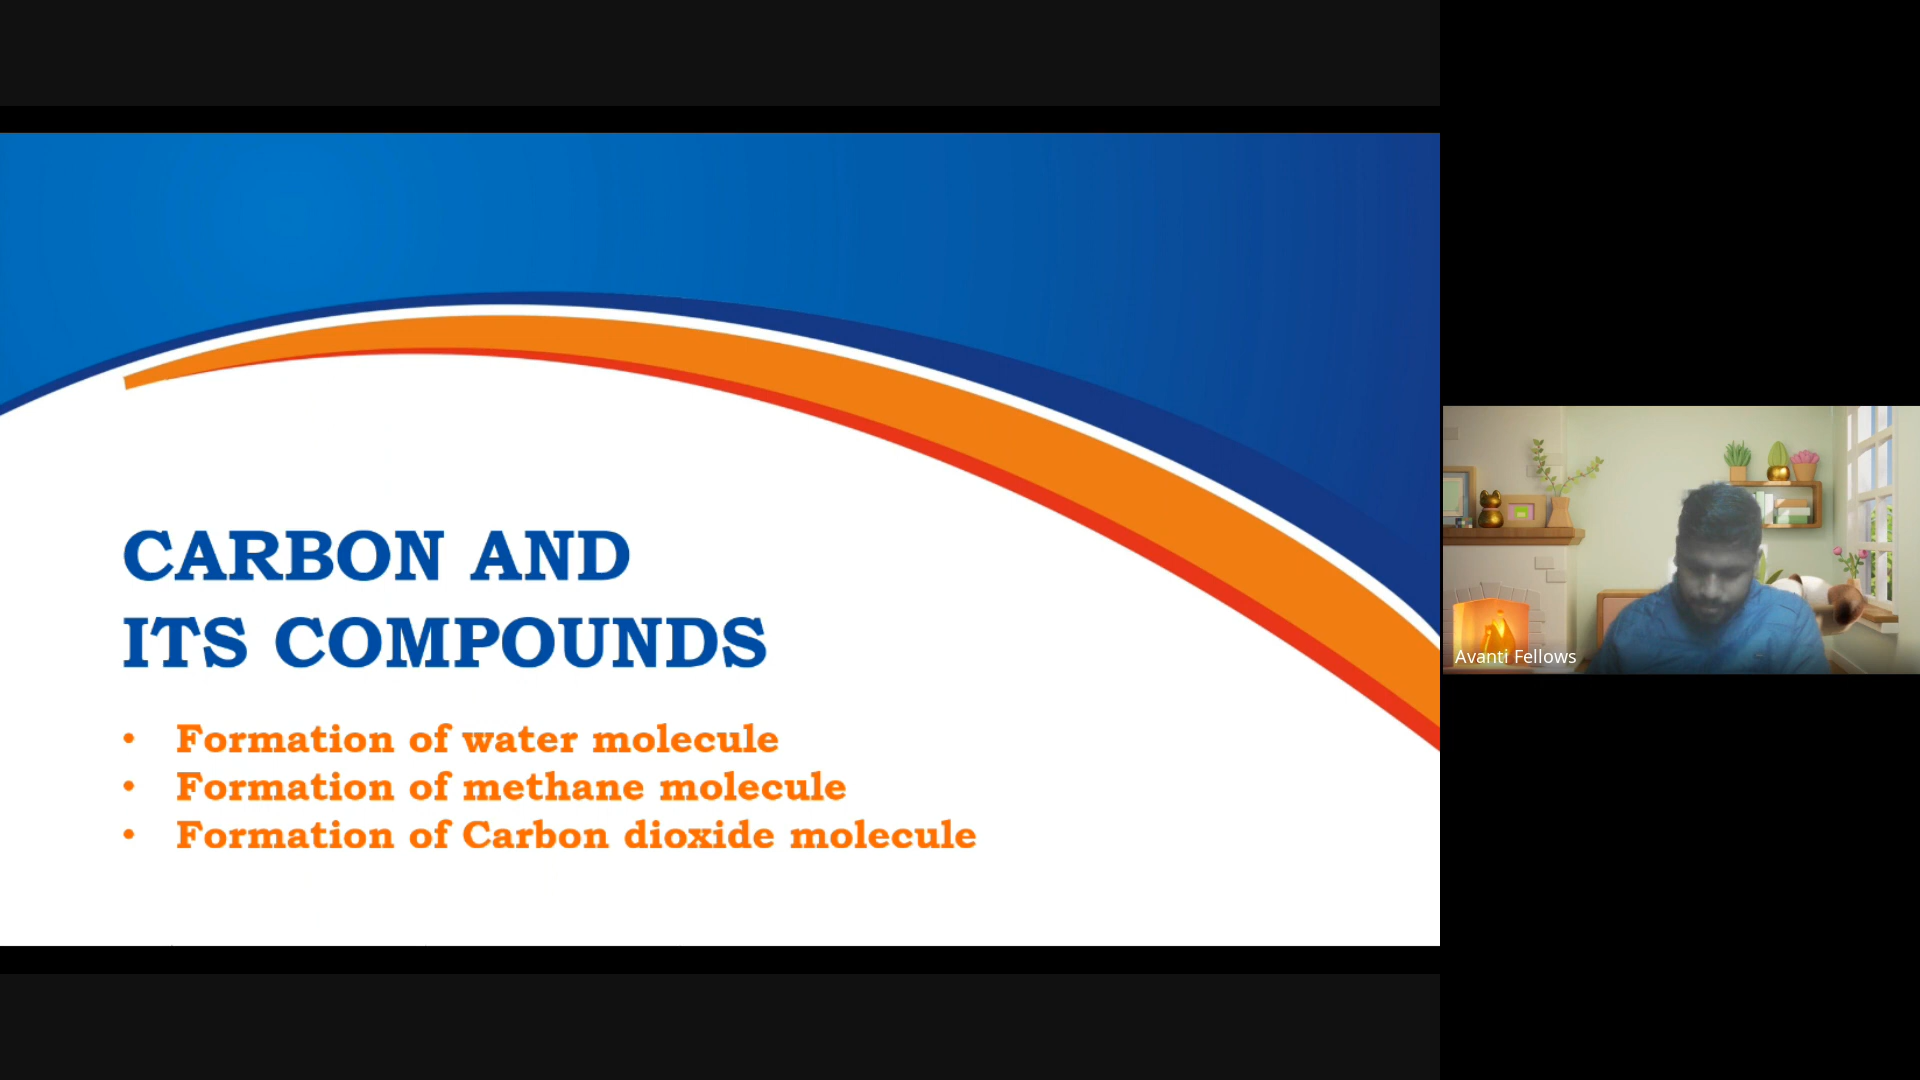 CARBON AND
ITS COMPOUNDS
• Formation of water molecule
• Formation of methane molecule
• Formation of Carbon dioxide molecule
Avanti Fellows